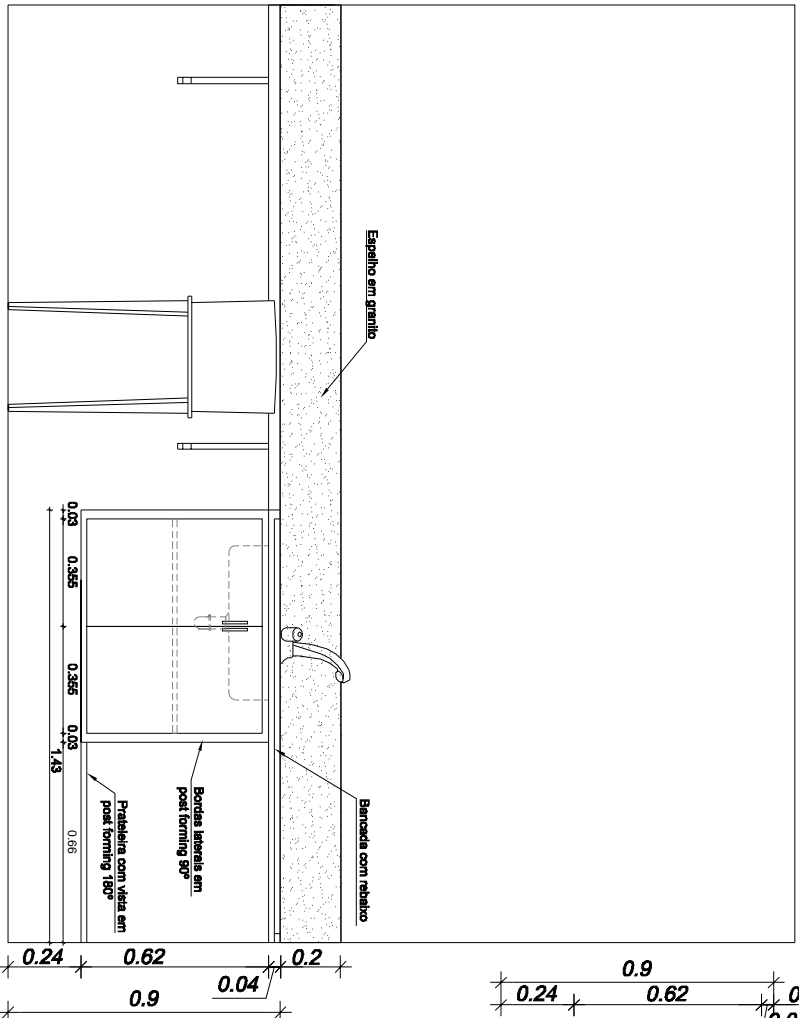 Espelho em granito
0.03
0.355
0.355
0.03
0.66
1.43
Bordas laterais em
post forming 90º
Bancada com rebaixo
Prateleira com vista em
post forming 180º
0.24
0.62
0.04
0.2
0.9
0.9
0.24
0.62